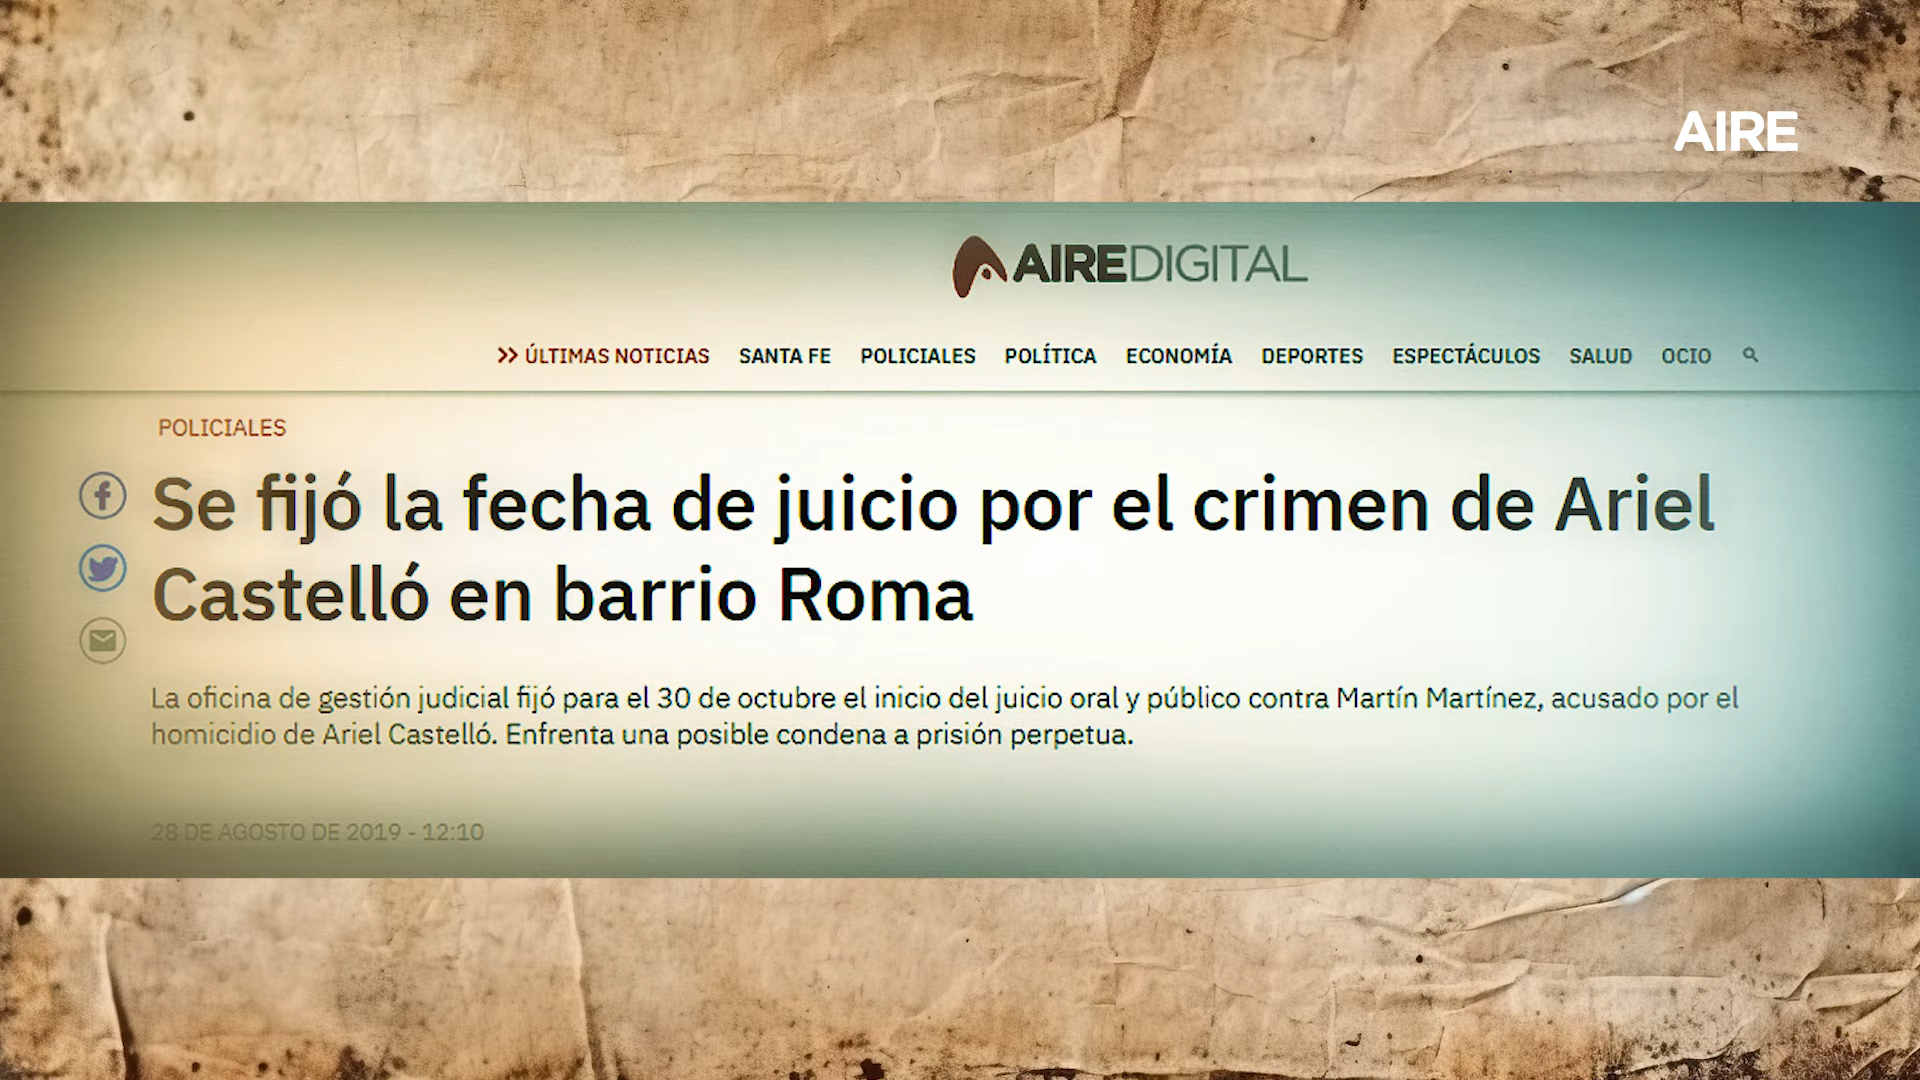 AIRE
AIREDIGITAL
>> ÚLTIMAS NOTICIAS SANTA FE POLICIALES POLÍTICA ECONOMÍA DEPORTES ESPECTÁCULOS SALUD OCIO
POLICIALES
Se fijó la fecha de juicio por el crimen de Ariel
Castelló en barrio Roma
La oficina de gestión judicial fijó para el 30 de octubre el inicio del juicio oral y público contra Martín Martínez, acusado por el
homicidio de Ariel Castelló. Enfrenta una posible condena a prisión perpetua.
28 DE AGOSTO DE 2019 - 12:10